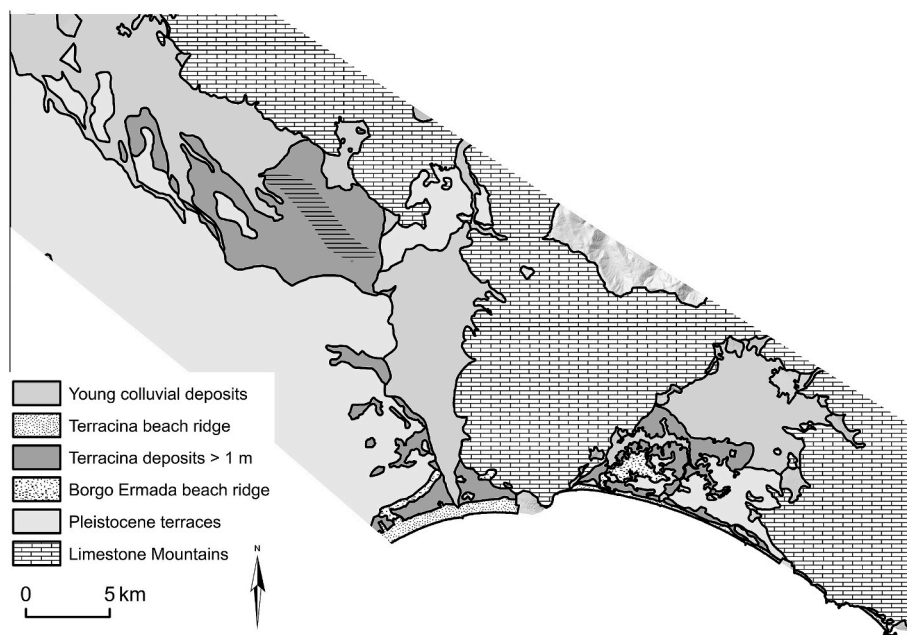 Young colluvial deposits
Terracina beach ridge
Terracina deposits > 1 m
Borgo Ermada beach ridge
Pleistocene terraces
Limestone Mountains
N
0 5 km